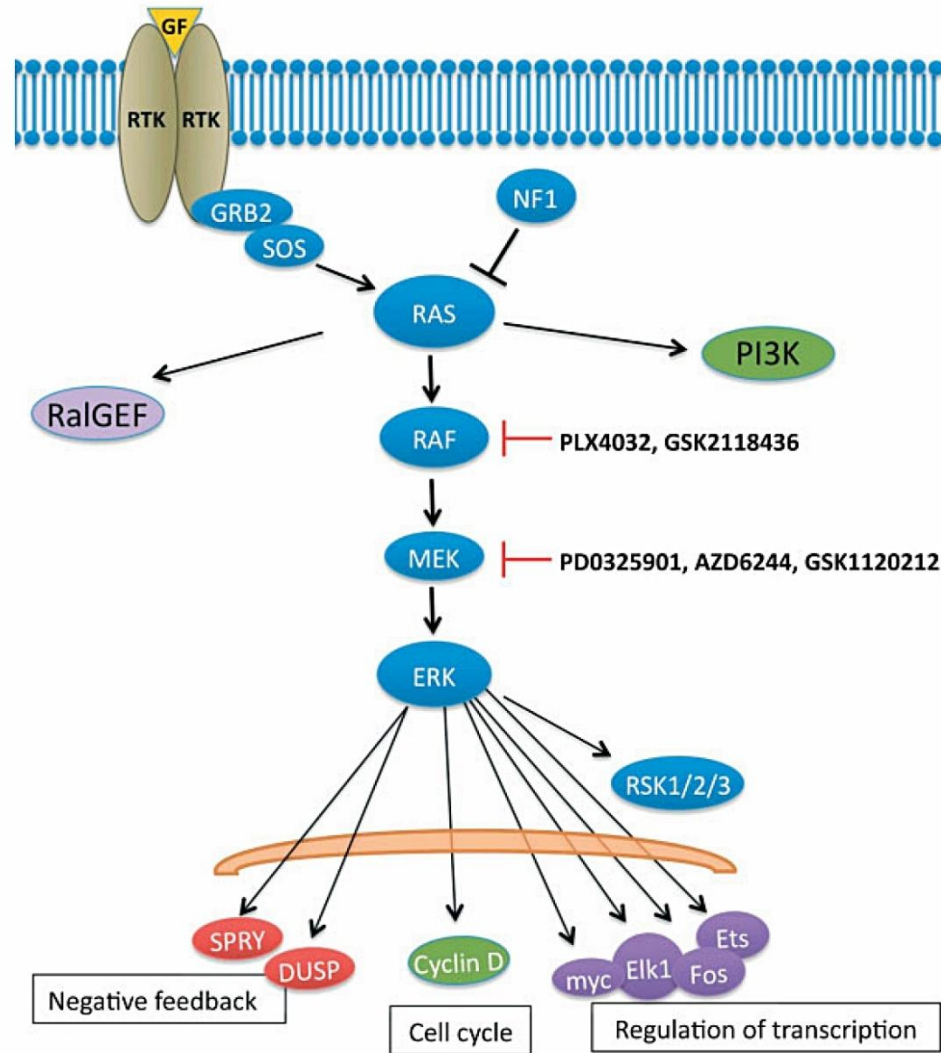 GF
RTK RTK
GRB2
NF1
SOS
RAS
PI3K
RalGEF
RAF
PLX4032, GSK2118436
MEK
PD0325901, AZD6244, GSK1120212
ERK
RSK1/2/3
SPRY
DUSP
Cyclin D
myc
Elk1
Fos
Ets
Negative feedback
Cell cycle
Regulation of transcription